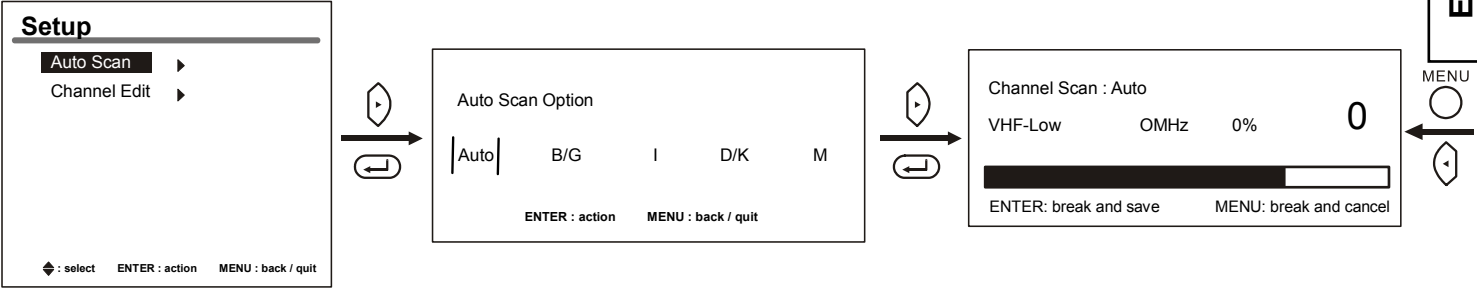 Setup
Auto Scan
Channel Edit
: select ENTER : action MENU : back / quit
Auto Scan Option
Auto B/G I D/K M
ENTER : action MENU : back / quit
Channel Scan : Auto
VHF-Low OMHz 0% 0
ENTER: break and save MENU: break and cancel
MENU